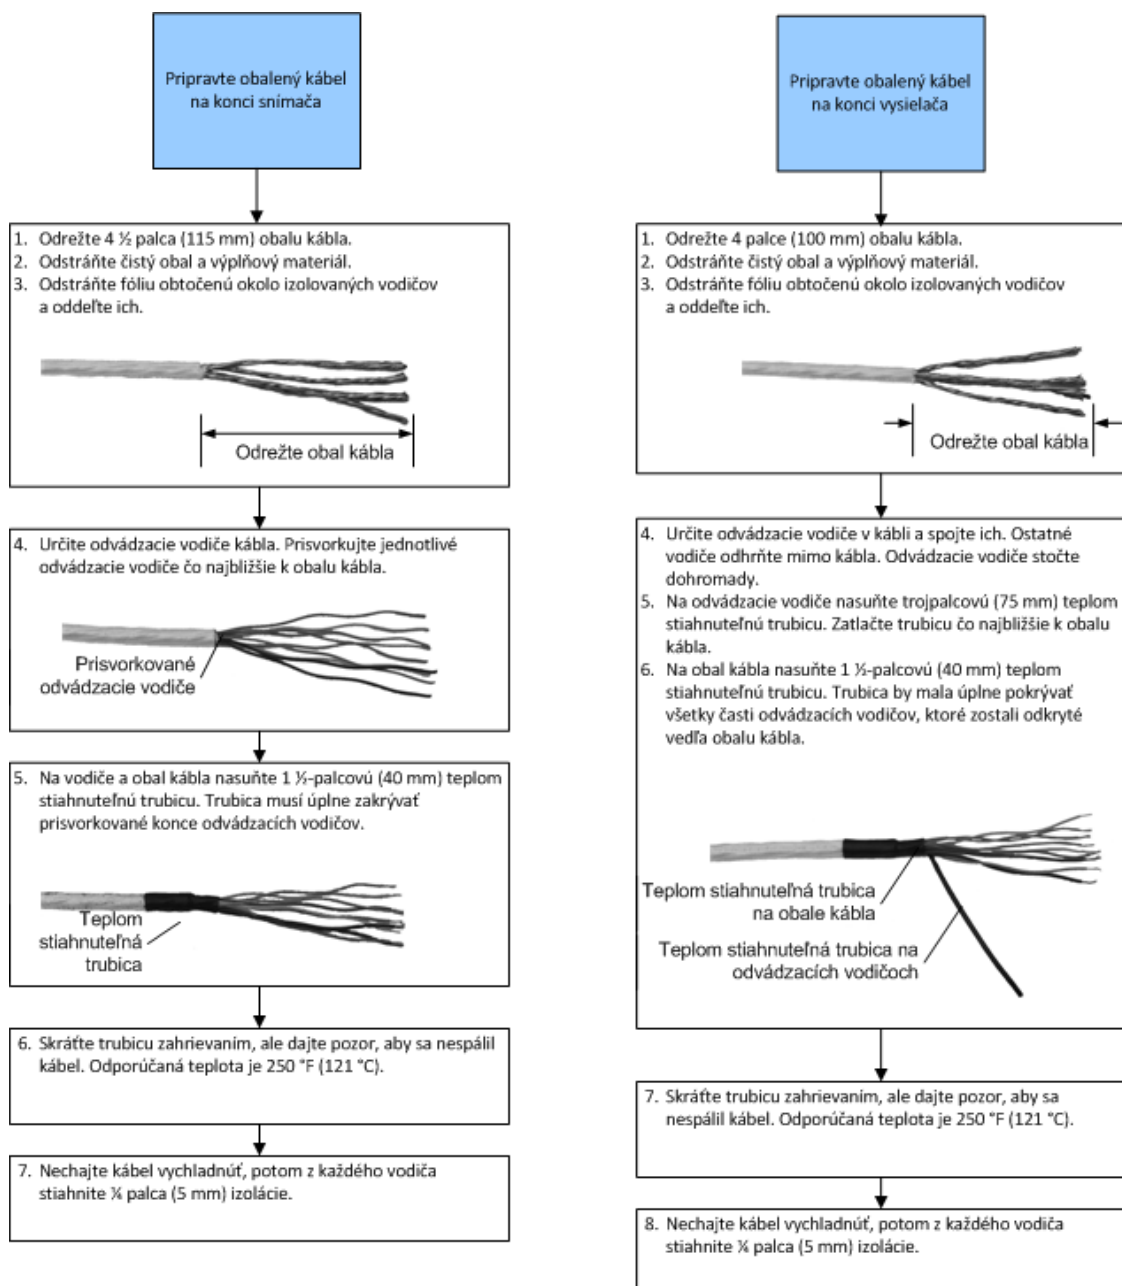 Pripravte obalený kábel
na konci snímača
1. Odrežte 4 ½ palca (115 mm) obalu kábla.
2. Odstráňte čistý obal a výplňový materiál.
3. Odstráňte fóliu obtočenú okolo izolovaných vodičov
a oddeľte ich.
Odrežte obal kábla
4. Určite odvádzacie vodiče kábla. Prisvorkujte jednotlivé
odvádzacie vodiče čo najbližšie k obalu kábla.
Prisvorkované
odvádzacie vodiče
5. Na vodiče a obal kábla nasuňte 1 ½-palcovú (40 mm) teplom
stiahnuteľnú trubicu. Trubica musí úplne zakrývať
prisvorkované konce odvádzacích vodičov.
Teplom
stiahnuteľná
trubica
6. Skráťte trubicu zahrievaním, ale dajte pozor, aby sa nespálil
kábel. Odporúčaná teplota je 250 °F (121 °C).
7. Nechajte kábel vychladnúť, potom z každého vodiča
stiahnite ¼ palca (5 mm) izolácie.
Pripravte obalený kábel
na konci vysielača
1. Odrežte 4 palce (100 mm) obalu kábla.
2. Odstráňte čistý obal a výplňový materiál.
3. Odstráňte fóliu obtočenú okolo izolovaných vodičov
a oddeľte ich.
Odrežte obal kábla
4. Určite odvádzacie vodiče v kábli a spojte ich. Ostatné
vodiče odhrňte mimo kábla. Odvádzacie vodiče stočte
dohromady.
5. Na odvádzacie vodiče nasuňte trojpalcovú (75 mm) teplom
stiahnuteľnú trubicu. Zatlačte trubicu čo najbližšie k obalu
kábla.
6. Na obal kábla nasuňte 1 ½-palcovú (40 mm) teplom
stiahnuteľnú trubicu. Trubica by mala úplne pokrývať
všetky časti odvádzacích vodičov, ktoré zostali odkryté
vedľa obalu kábla.
Teplom stiahnuteľná trubica
na obale kábla
Teplom stiahnuteľná trubica na
odvádzacích vodičoch
7. Skráťte trubicu zahrievaním, ale dajte pozor, aby sa
nespálil kábel. Odporúčaná teplota je 250 °F (121 °C).
8. Nechajte kábel vychladnúť, potom z každého vodiča
stiahnite ¼ palca (5 mm) izolácie.